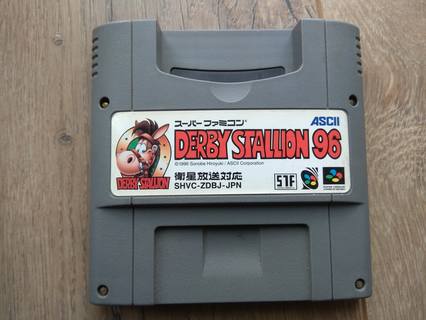 スーパーファミコン
ASCII
DERBY STALLION 96
©1996 Sonobe Hiroyuki / ASCII Corporation
DERBY STALLION
衛星放送対応
SHVC-ZDBJ-JPN
S1F